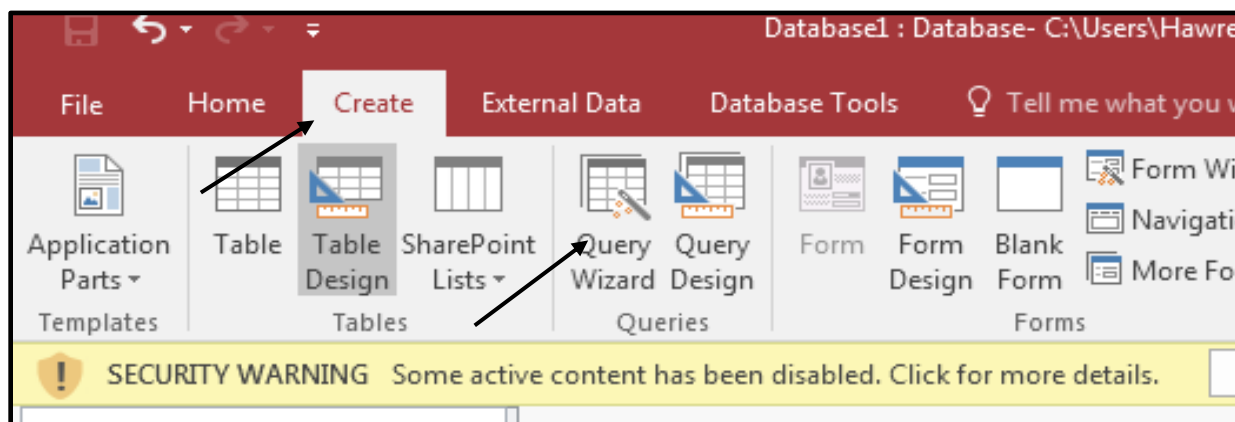 Database1 : Database- C:\Users\Hawre
File Home Create External Data Database Tools Tell me what you
Application Parts
Table
Table Design
SharePoint Lists
Query Wizard
Query Design
Form
Form Design
Blank Form
Form Wi
Navigati
More Fo
Templates Tables Queries Forms
SECURITY WARNING Some active content has been disabled. Click for more details.